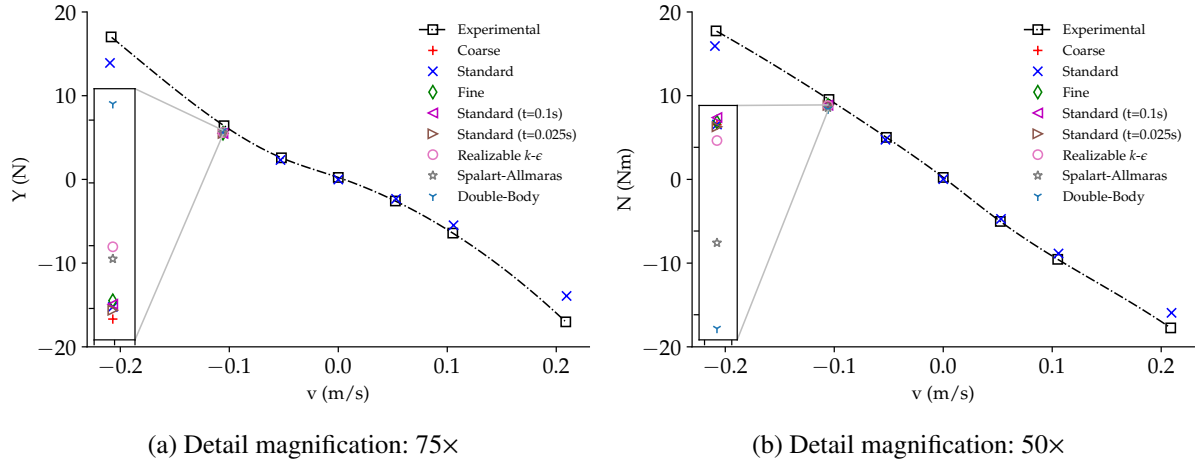 20
10
0
−10
−20
−0.2
−0.1
0.0
0.1
0.2
Y (N)
v (m/s)
Experimental
Coarse
Standard
Fine
Standard (t=0.1s)
Standard (t=0.025s)
Realizable k-ϵ
Spalart-Allmaras
Double-Body
(a) Detail magnification: 75×
20
10
0
−10
−20
−0.2
−0.1
0.0
0.1
0.2
N (Nm)
v (m/s)
Experimental
Coarse
Standard
Fine
Standard (t=0.1s)
Standard (t=0.025s)
Realizable k-ϵ
Spalart-Allmaras
Double-Body
(b) Detail magnification: 50×